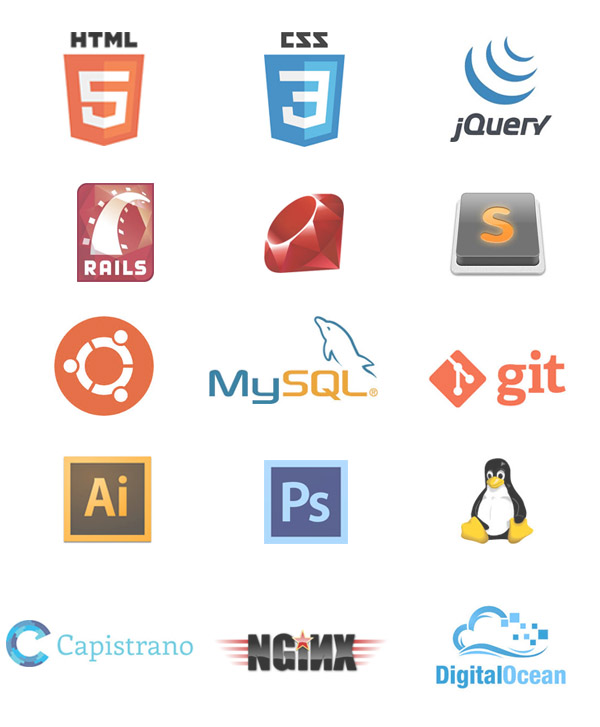 HTML
5
CSS
3
jQuery
RAILS
S
MySQL®
git
Ai
Ps
Capistrano
NGiNX
DigitalOcean